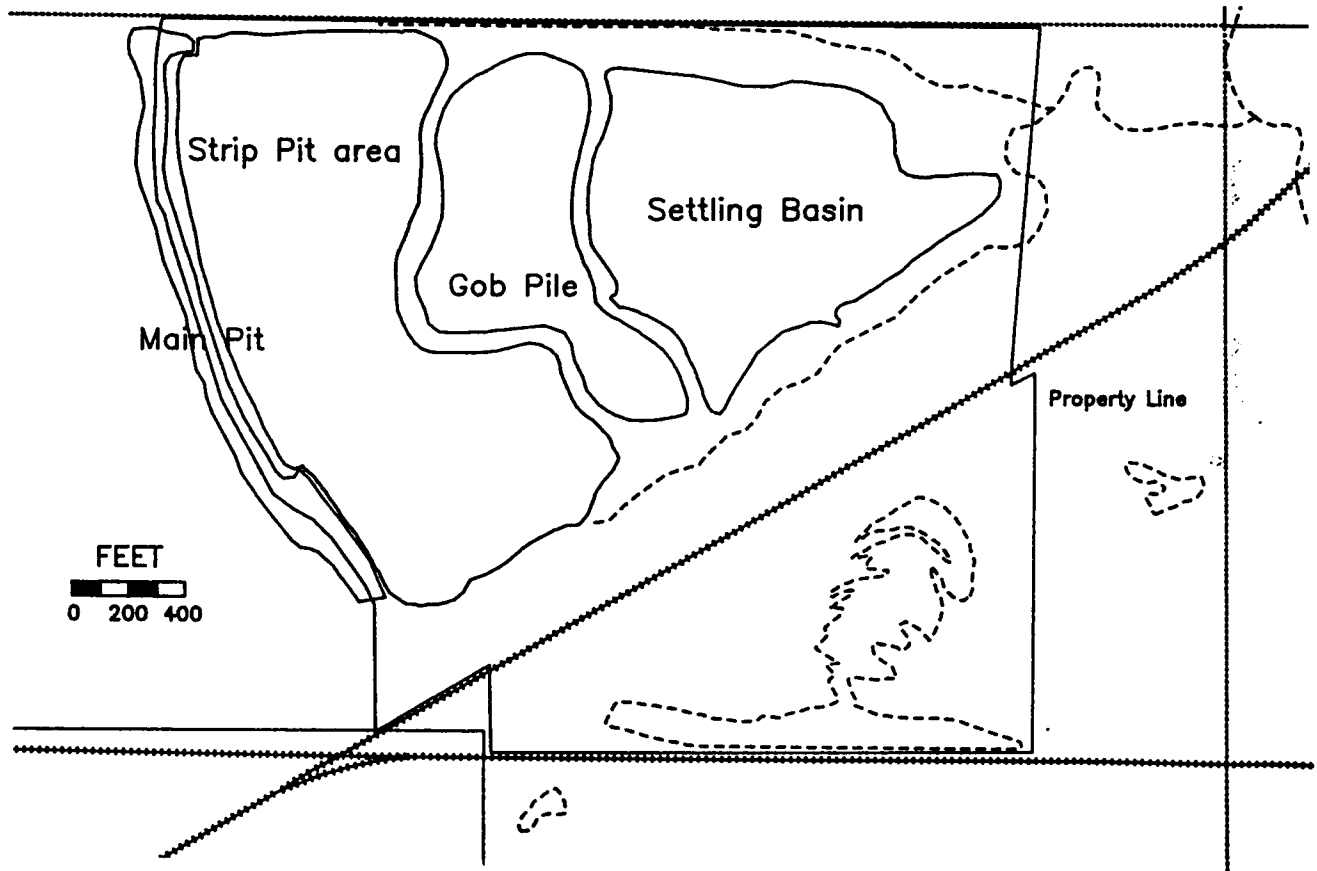 Strip Pit area
Settling Basin
Gob Pile
Main Pit
Property Line
FEET
0 200 400